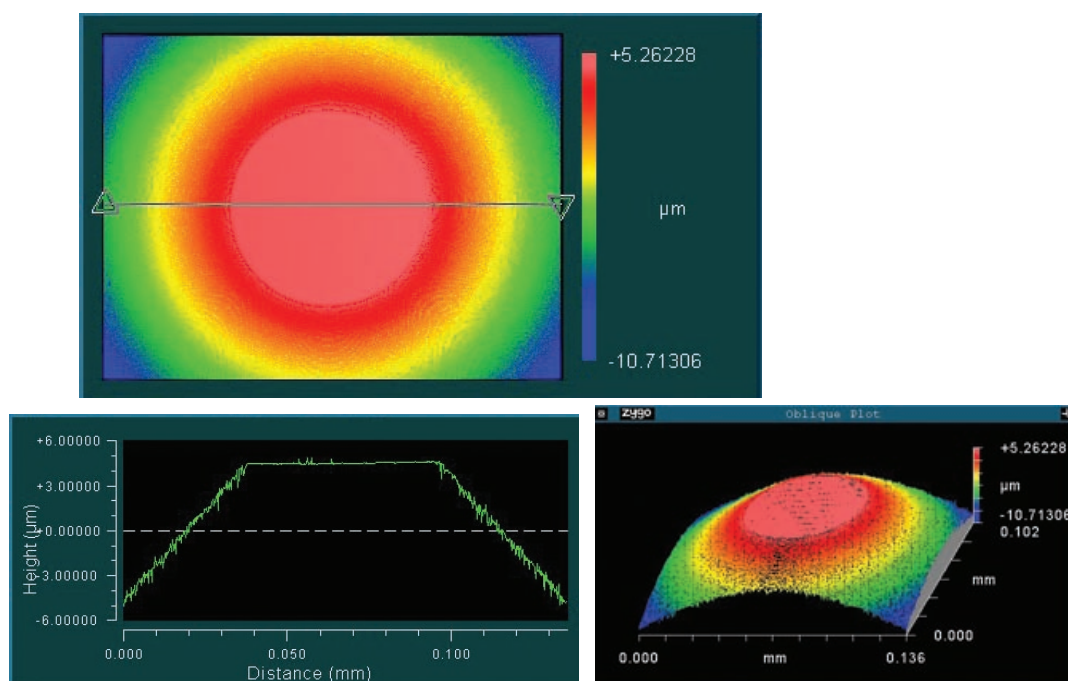 +5.26228
µm
-10.71306
+6.00000
+3.00000
+0.00000
-3.00000
-6.00000
Height (µm)
0.000
0.050
0.100
Distance (mm)
zygo
Oblique Plot
+5.26228
µm
-10.71306
0.102
mm
0.000
0.000
mm
0.136